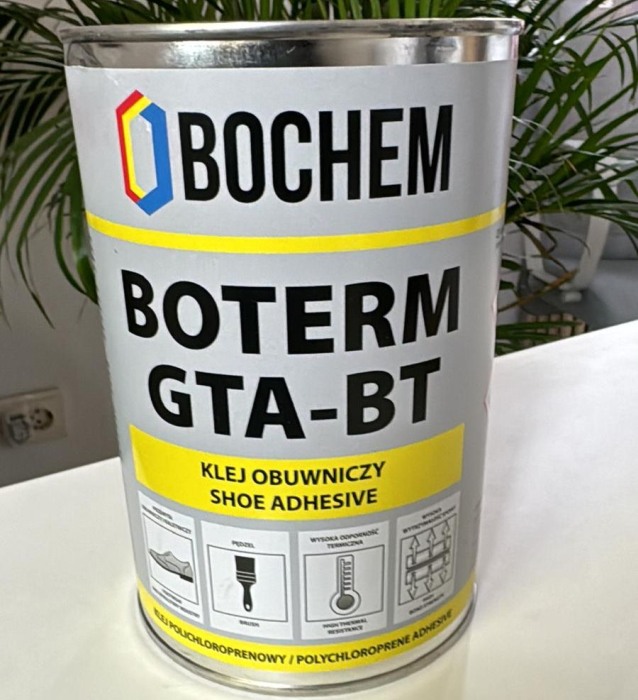 BOCHEM
BOTERM
GTA-BT
KLEJ OBUWNICZY
SHOE ADHESIVE
PĘDZEL
BRUSH
WYSOKA ODPORNOŚĆ
TERMICZNA
HIGH THERMAL
RESISTANCE
KLEJ POLICHLOROPRENOWY / POLYCHLOROPRENE ADHESIVE